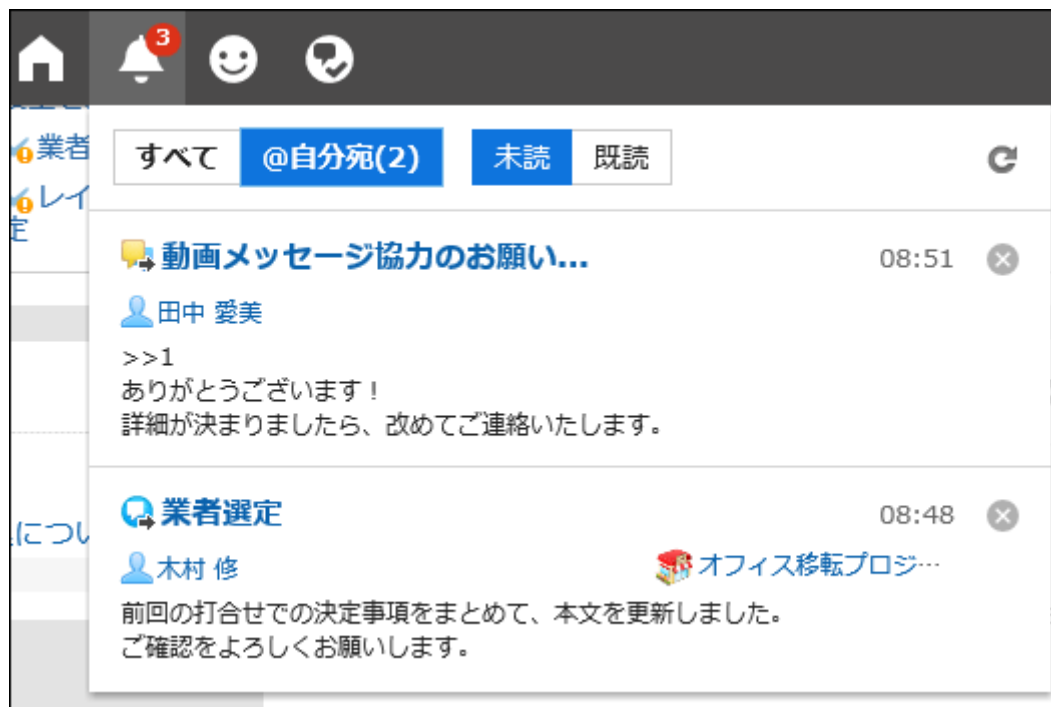 3
すべて @自分宛(2) 未読 既読
業者
レイ
定
動画メッセージ協力のお願い... 08:51
田中 愛美
>>1
ありがとうございます！
詳細が決まりましたら、改めてご連絡いたします。
業者選定 08:48
につい
木村 修 オフィス移転プロジ…
前回の打合せでの決定事項をまとめて、本文を更新しました。
ご確認をよろしくお願いします。